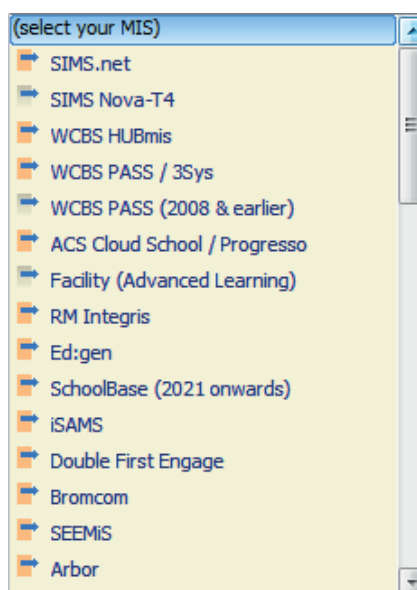 (select your MIS)
SIMS.net
SIMS Nova-T4
WCBS HUBmis
WCBS PASS / 3Sys
WCBS PASS (2008 & earlier)
ACS Cloud School / Progresso
Facility (Advanced Learning)
RM Integris
Ed:gen
SchoolBase (2021 onwards)
iSAMS
Double First Engage
Bromcom
SEEMiS
Arbor